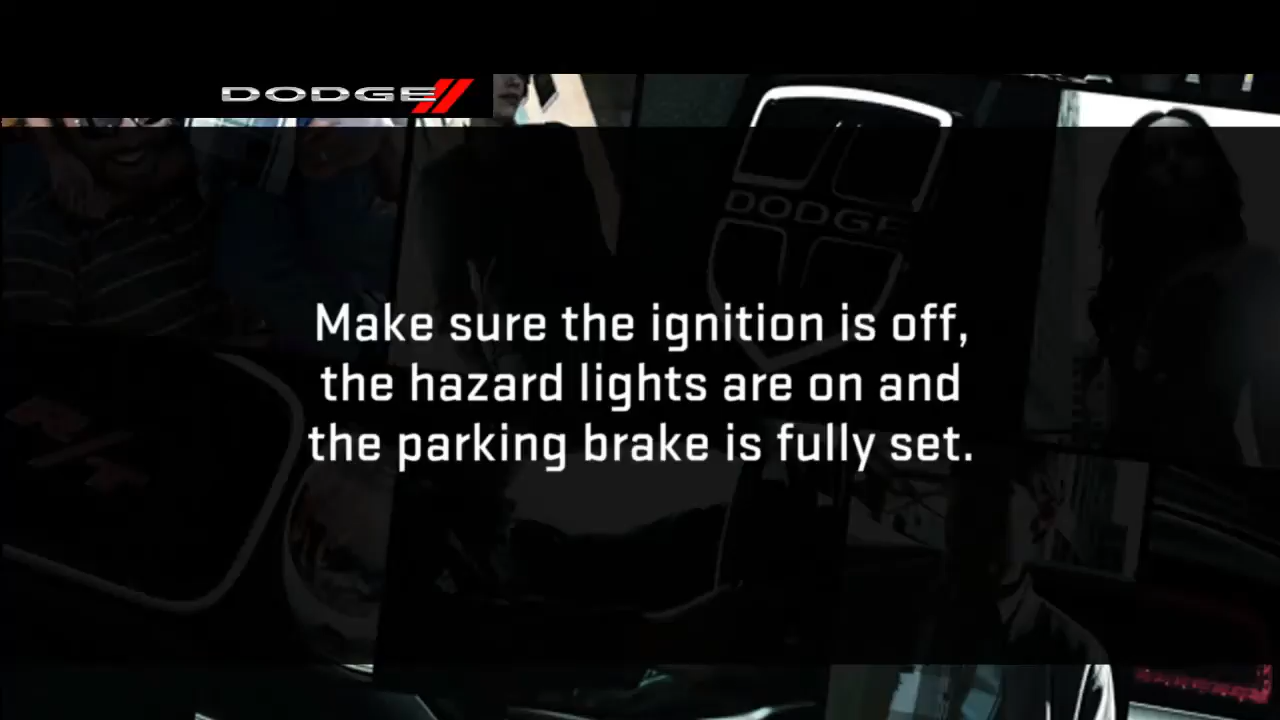 DODGE
DODGE
Make sure the ignition is off,
the hazard lights are on and
the parking brake is fully set.